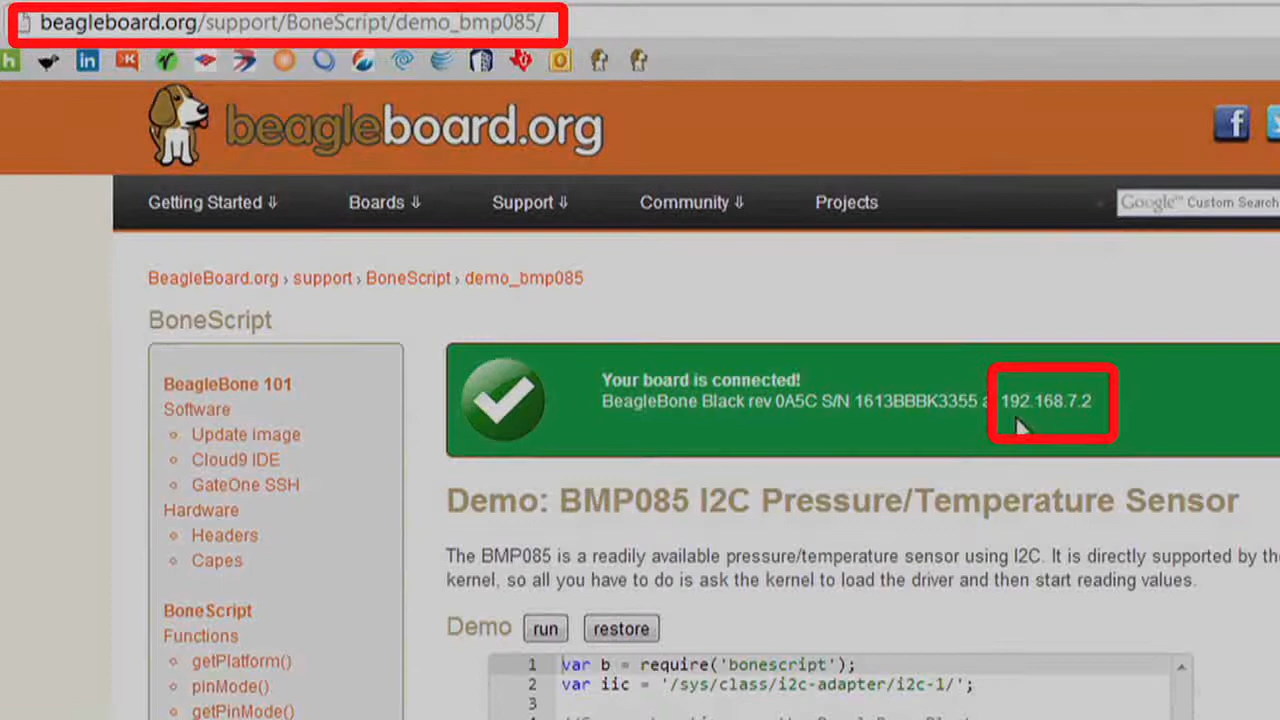 beagleboard.org/support/BoneScript/demo_bmp085/
beagleboard.org
Getting Started ⇓ Boards ⇓ Support ⇓ Community ⇓ Projects
Google™ Custom Search
BeagleBoard.org › support › BoneScript › demo_bmp085
BoneScript
BeagleBone 101
Software
Update image
Cloud9 IDE
GateOne SSH
Hardware
Headers
Capes
BoneScript
Functions
getPlatform()
pinMode()
getPinMode()
Your board is connected!
BeagleBone Black rev 0A5C S/N 1613BBBK3355 a 192.168.7.2
Demo: BMP085 I2C Pressure/Temperature Sensor
The BMP085 is a readily available pressure/temperature sensor using I2C. It is directly supported by the
kernel, so all you have to do is ask the kernel to load the driver and then start reading values.
Demo run restore
1 var b = require('bonescript');
2 var iic = '/sys/class/i2c-adapter/i2c-1/';
3